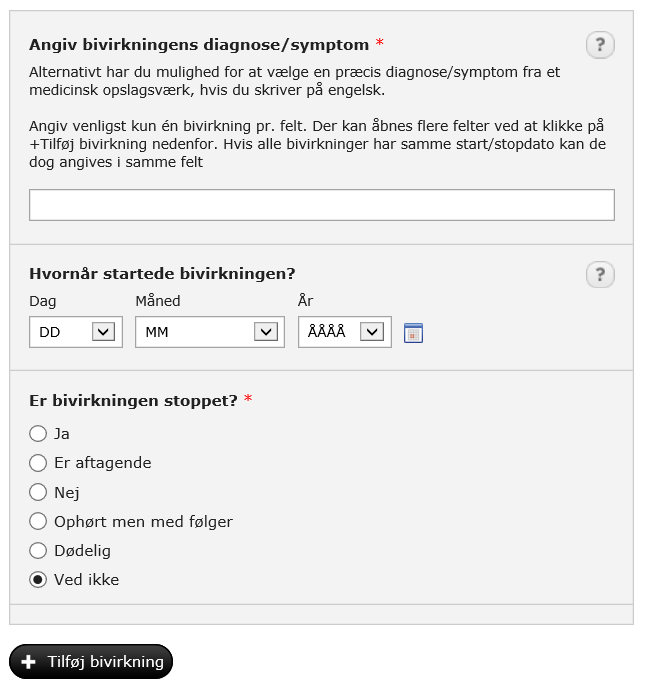 Angiv bivirkningens diagnose/symptom *
?
Alternativt har du mulighed for at vælge en præcis diagnose/symptom fra et
medicinsk opslagsværk, hvis du skriver på engelsk.
Angiv venligst kun én bivirkning pr. felt. Der kan åbnes flere felter ved at klikke på
+Tilføj bivirkning nedenfor. Hvis alle bivirkninger har samme start/stopdato kan de
dog angives i samme felt
Hvornår startede bivirkningen?
?
Dag Måned År
DD MM ÅÅÅÅ
Er bivirkningen stoppet? *
Ja
Er aftagende
Nej
Ophørt men med følger
Dødelig
Ved ikke
+ Tilføj bivirkning